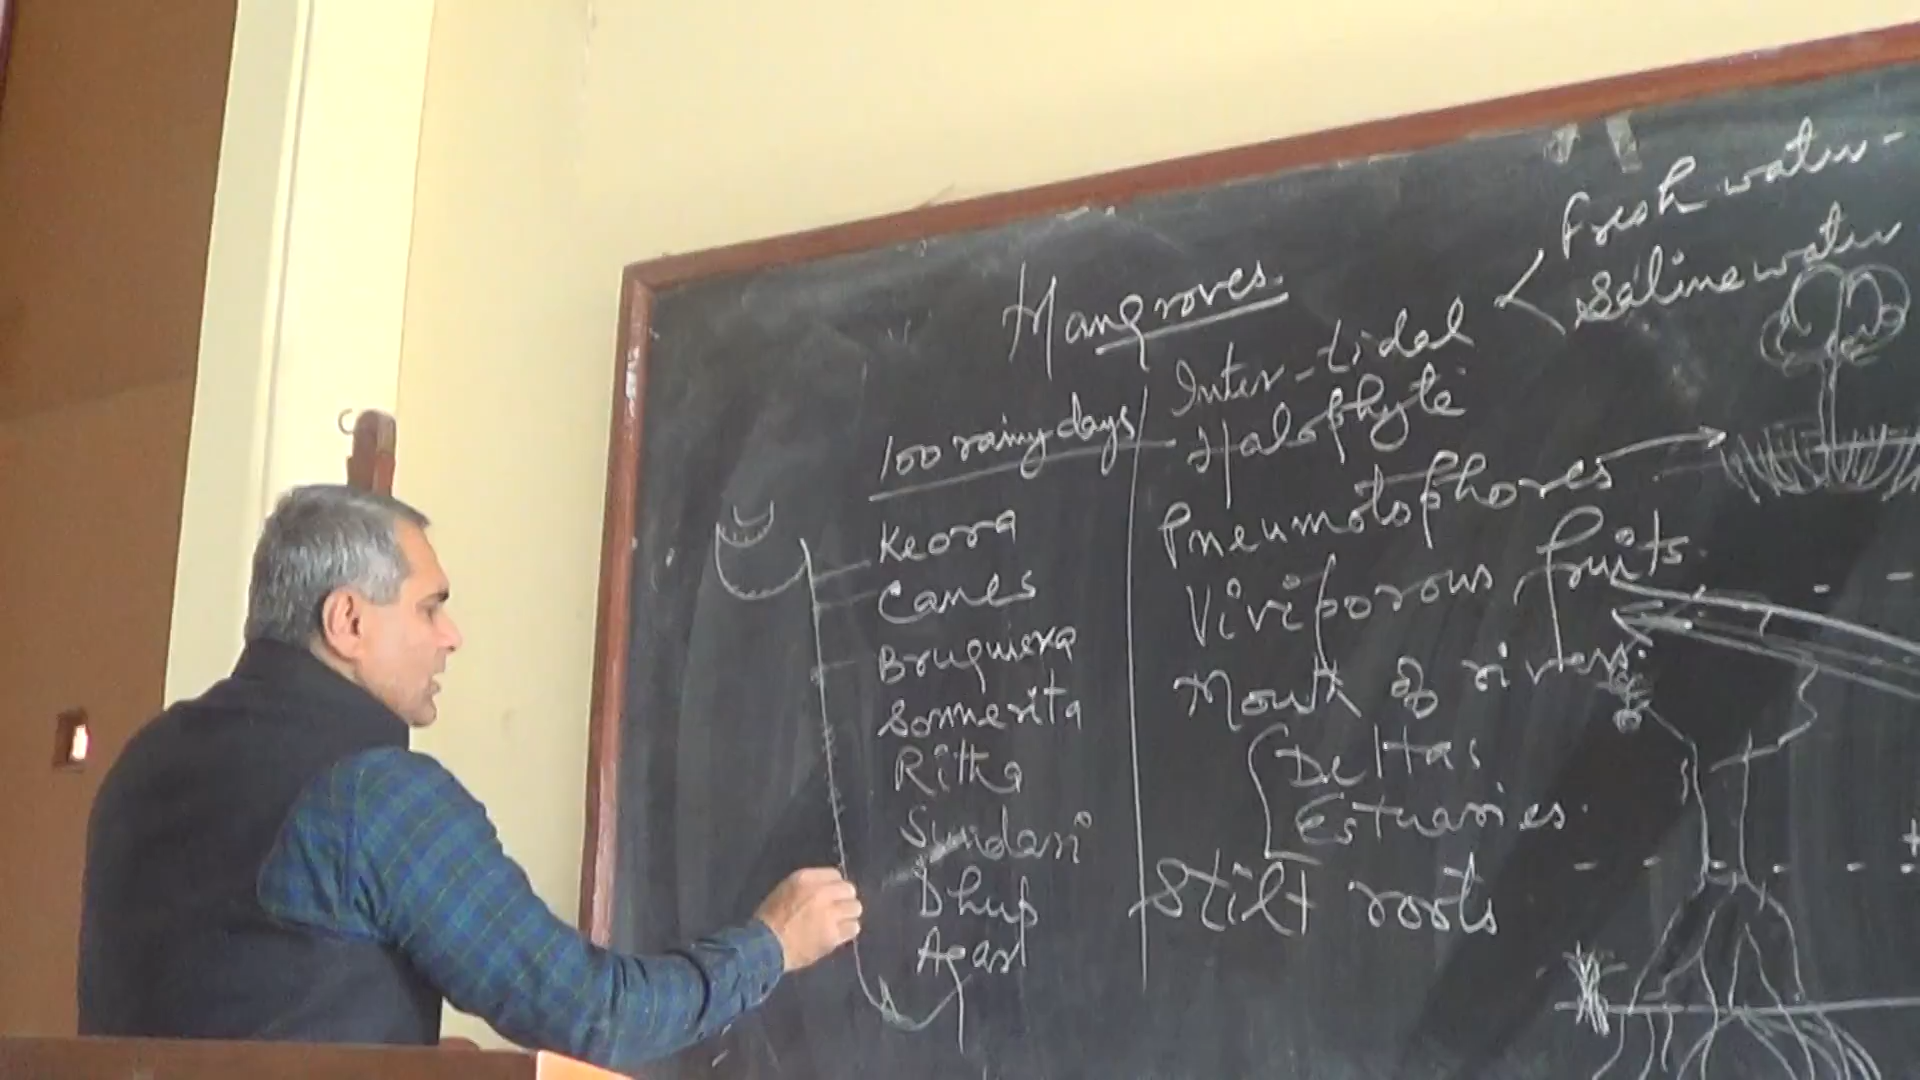 Mangroves.
fresh water -
saline water
Inter-tidal
100 rainy days
Halophyte
Pneumotophores
Keora
Canes
Viviporous fruits.
Bruguiera
Mouth of rivers.
Sonnerita
Deltas
Ritha
Estuaries.
Sundari
Stilt roots
Dhup
Agar